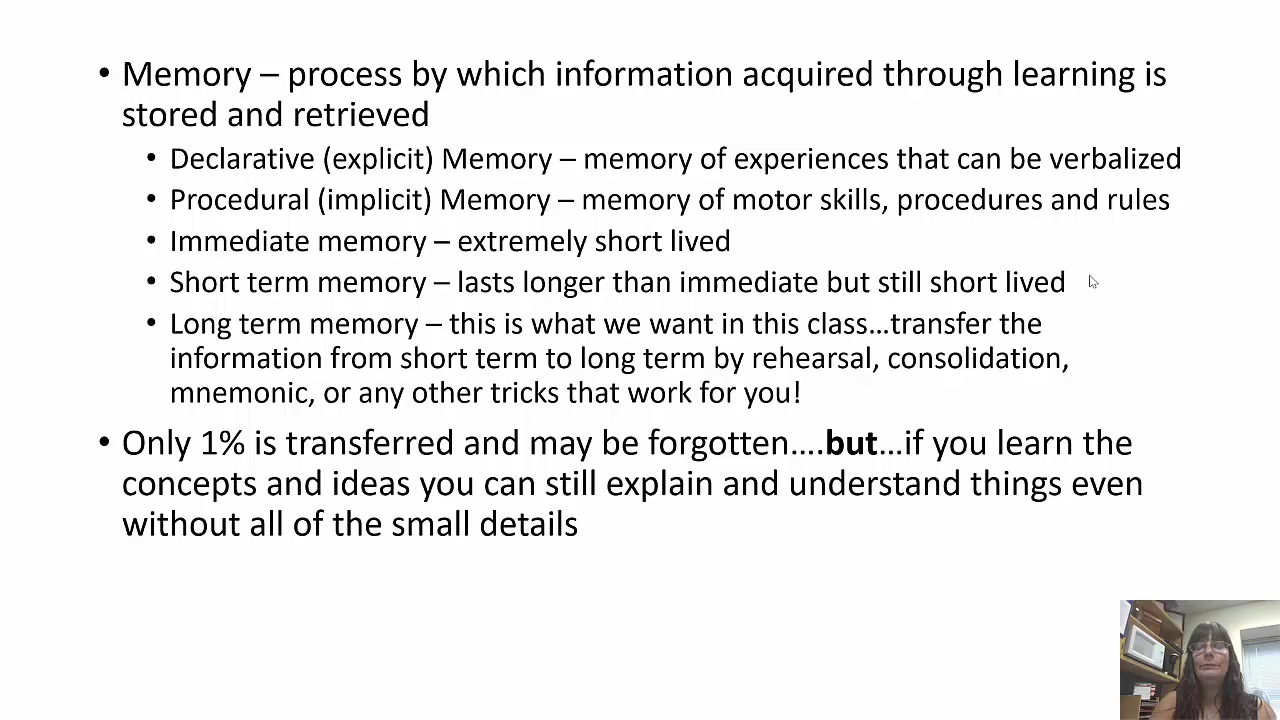 • Memory – process by which information acquired through learning is
stored and retrieved
• Declarative (explicit) Memory – memory of experiences that can be verbalized
• Procedural (implicit) Memory – memory of motor skills, procedures and rules
• Immediate memory – extremely short lived
• Short term memory – lasts longer than immediate but still short lived
• Long term memory – this is what we want in this class…transfer the
information from short term to long term by rehearsal, consolidation,
mnemonic, or any other tricks that work for you!
• Only 1% is transferred and may be forgotten….but…if you learn the
concepts and ideas you can still explain and understand things even
without all of the small details